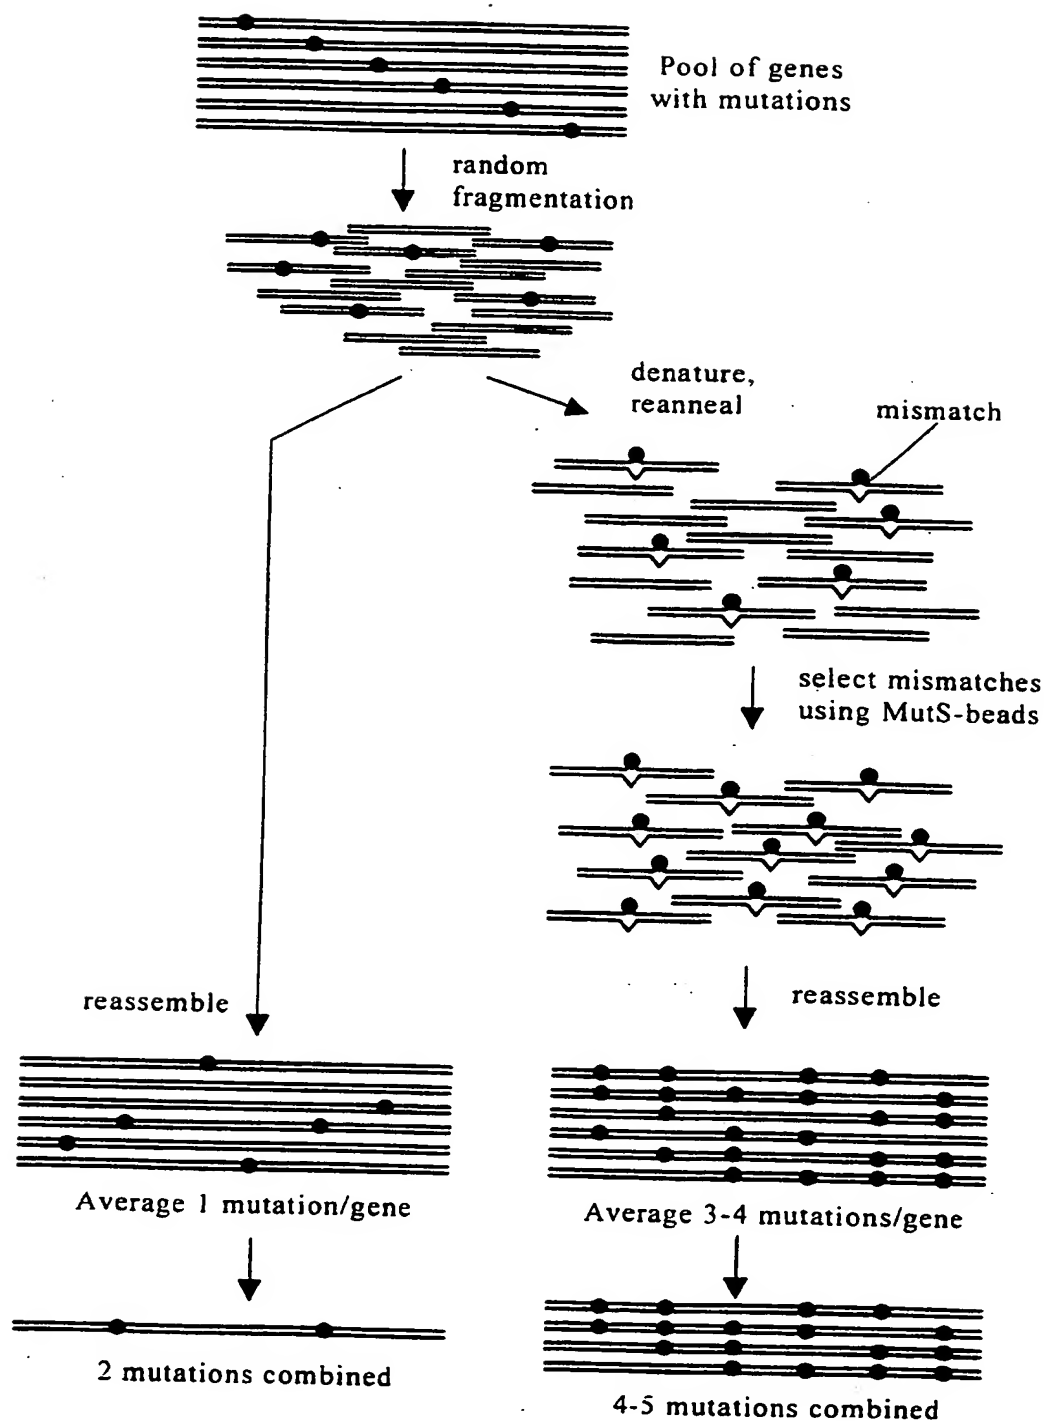 Pool of genes
with mutations
random
fragmentation
denature,
reanneal
mismatch
select mismatches
using MutS-beads
reassemble
reassemble
Average 1 mutation/gene
Average 3-4 mutations/gene
2 mutations combined
4-5 mutations combined